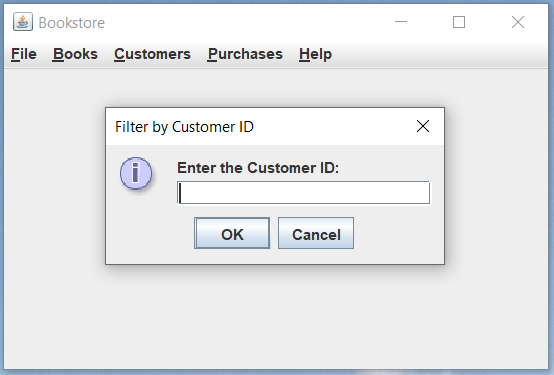 Bookstore
File Books Customers Purchases Help
Filter by Customer ID
Enter the Customer ID:
OK Cancel